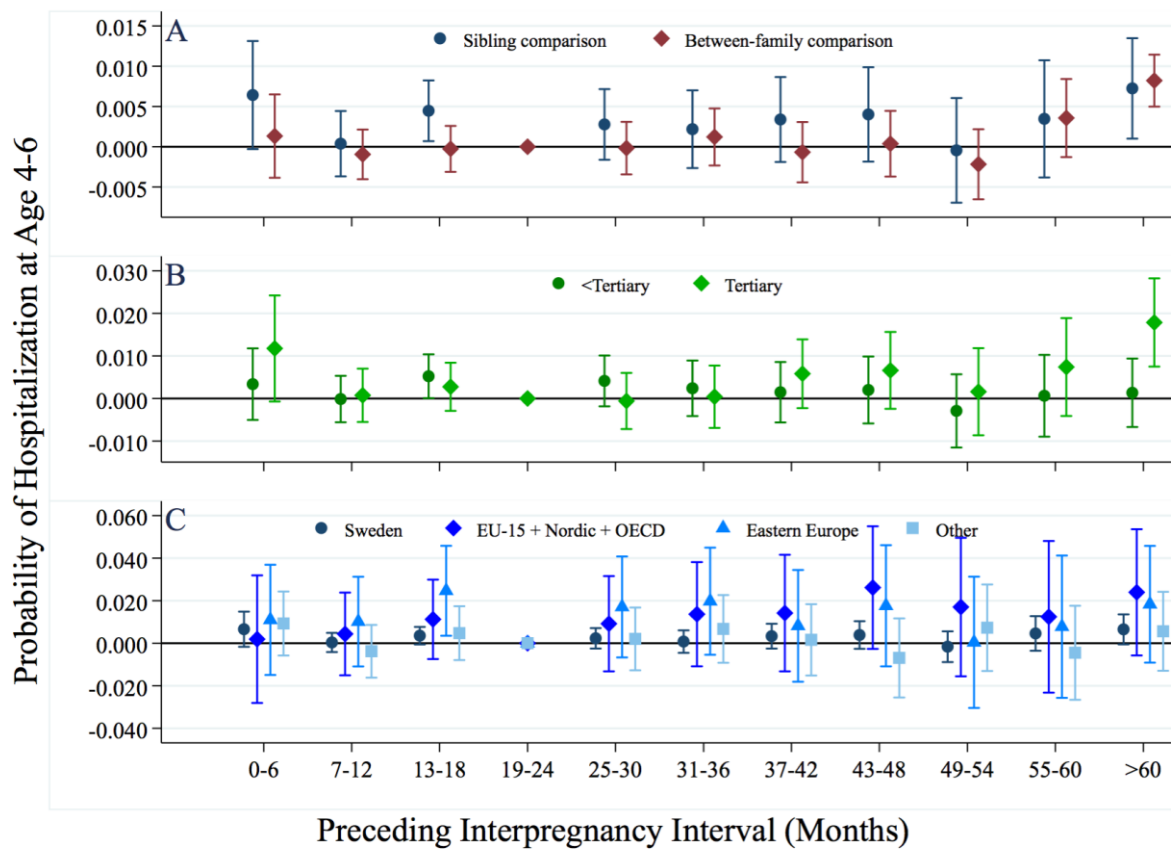 Probability of Hospitalization at Age 4-6
A
Sibling comparison
Between-family comparison
0.015
0.010
0.005
0.000
-0.005
B
<Tertiary
Tertiary
0.030
0.020
0.010
0.000
-0.010
C
Sweden
EU-15 + Nordic + OECD
Eastern Europe
Other
0.060
0.040
0.020
0.000
-0.020
-0.040
0-6 7-12 13-18 19-24 25-30 31-36 37-42 43-48 49-54 55-60 >60
Preceding Interpregnancy Interval (Months)